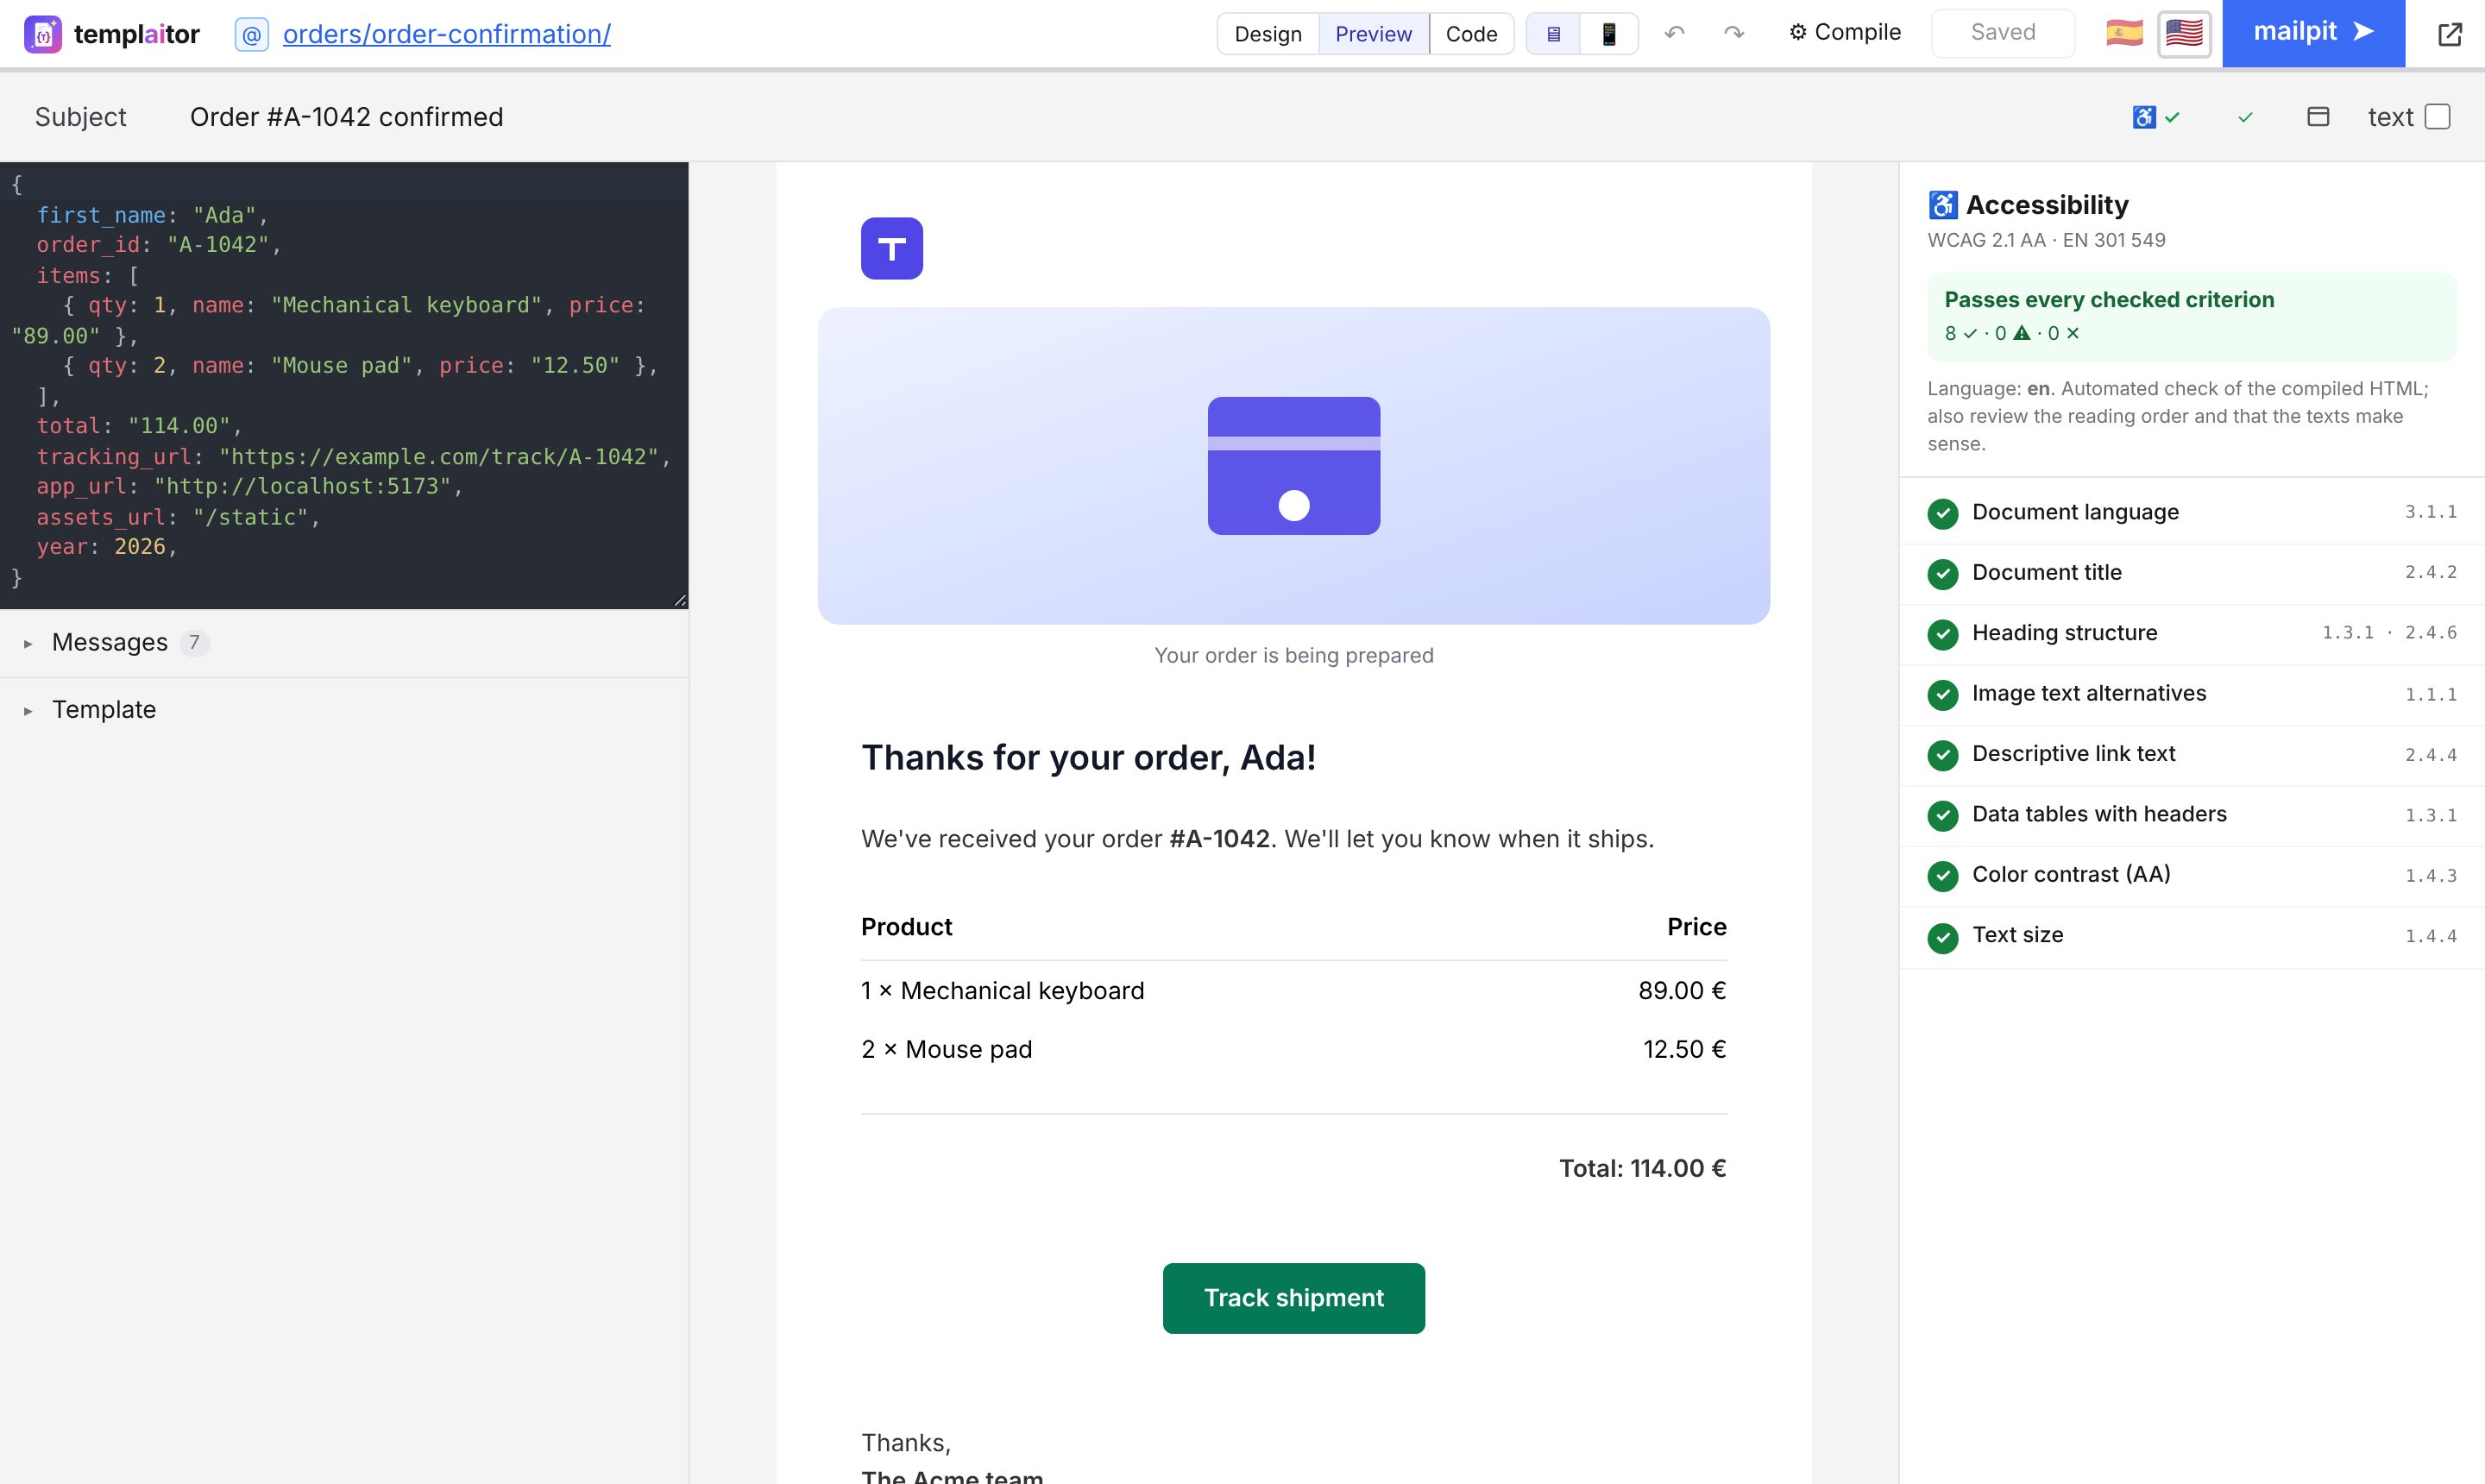 templaitor @ orders/order-confirmation/ Design Preview Code Compile Saved mailpit
Subject Order #A-1042 confirmed text
{
first_name: "Ada",
order_id: "A-1042",
items: [
{ qty: 1, name: "Mechanical keyboard", price:
"89.00" },
{ qty: 2, name: "Mouse pad", price: "12.50" },
],
total: "114.00",
tracking_url: "https://example.com/track/A-1042",
app_url: "http://localhost:5173",
assets_url: "/static",
year: 2026,
}
Messages 7
Template
T
Your order is being prepared
Thanks for your order, Ada!
We've received your order #A-1042. We'll let you know when it ships.
Product Price
1 × Mechanical keyboard 89.00 €
2 × Mouse pad 12.50 €
Total: 114.00 €
Track shipment
Thanks,
The Acme team
Accessibility
WCAG 2.1 AA · EN 301 549
Passes every checked criterion
8 ✓ · 0 ⚠ · 0 ✕
Language: en. Automated check of the compiled HTML;
also review the reading order and that the texts make
sense.
Document language 3.1.1
Document title 2.4.2
Heading structure 1.3.1 · 2.4.6
Image text alternatives 1.1.1
Descriptive link text 2.4.4
Data tables with headers 1.3.1
Color contrast (AA) 1.4.3
Text size 1.4.4